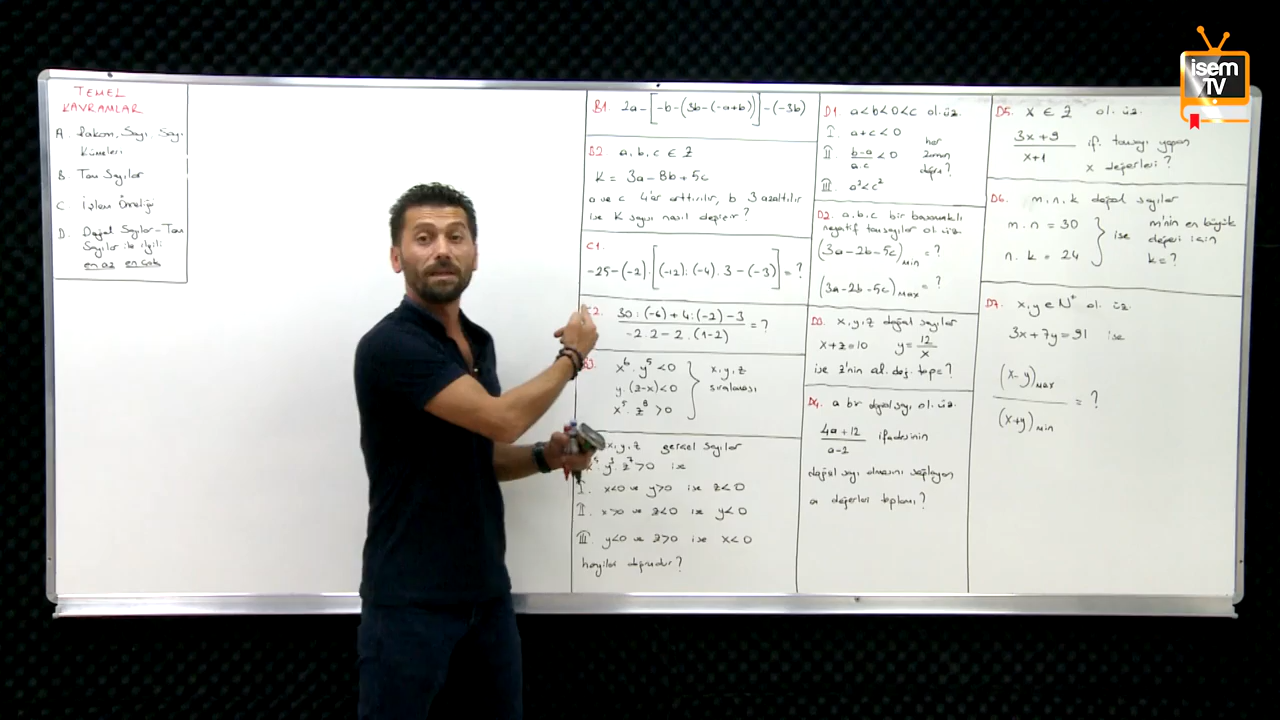 TEMEL
KAVRAMLAR
A. Rakam, Sayı, Sayı
Kümeleri
B. Tam Sayılar
C. İşlem Önceliği
D. Doğal Sayılar - Tam
Sayılar ile ilgili
en az en çok
B1. 2a-[-b-(3b-(-a+b))]-(-3b)
B2. a, b, c ∈ Z
K = 3a - 8b + 5c
a ve c 4'er arttırılır, b 3 azaltılır
ise K sayısı nasıl değişir?
C1.
-25-(-2).[(-12):(-4).3-(-3)]=?
C2. 30:(-6)+4:(-2)-3
-2.2-2.(1-2)
=?
x⁶.y⁵<0
y.(z-x)<0
x⁵.z⁸>0
x,y,z
sıralaması
x,y,z gerçel sayılar
y³.z⁷>0 ise
I. x<0 ve y>0 ise z<0
II. x>0 ve z<0 ise y<0
III. y<0 ve z>0 ise x<0
hangileri doğrudur?
D1 a<b<0<c ol. üz.
I. a+c<0
II. b-a
a.c
<0
III. a²<c²
her
zaman
doğru?
D2. a,b,c bir basamaklı
negatif tamsayılar ol. üz.
(3a-2b-5c)min = ?
(3a-2b-5c)max = ?
D3. x,y,z doğal sayılar
x+z=10 y=12
x
ise z'nin al. değ. top=?
D4. a bir doğal sayı ol. üz.
4a+12
a-2
ifadesinin
doğal sayı olmasını sağlayan
a değerleri toplamı?
D5. x ∈ Z ol. üz.
3x+9
x+1
if. tamsayı yapan
x değerleri?
D6. m,n,k doğal sayılar
m.n=30
n.k=24
ise
m'nin en büyük
değeri için
k=?
D7. x,y ∈ N⁺ ol. üz.
3x+7y=91 ise
(x-y)max
(x+y)min
= ?
isem
TV